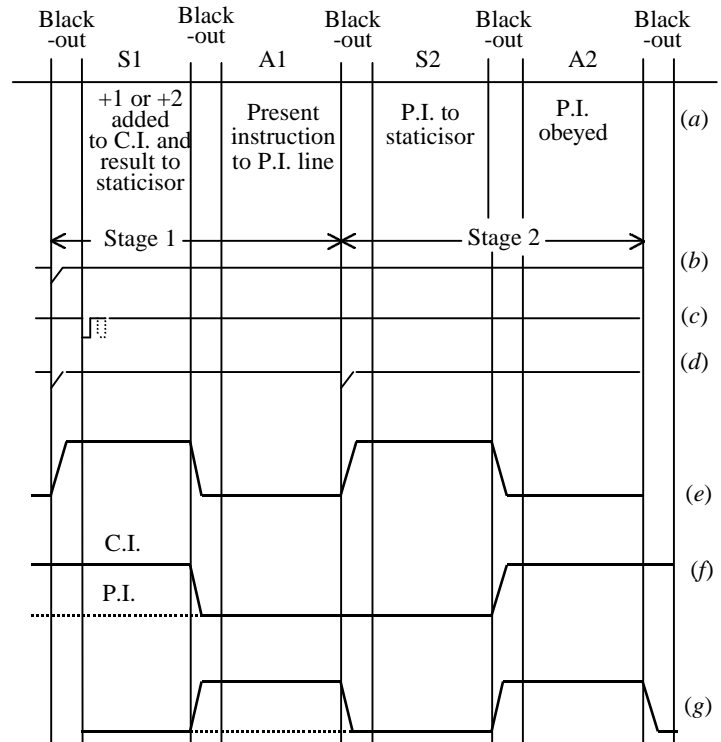 Black
-out
Black
-out
Black
-out
Black
-out
Black
-out
S1
A1
S2
A2
+1 or +2
added
to C.I. and
result to
staticisor
Present
instruction
to P.I. line
P.I. to
staticisor
P.I.
obeyed
(a)
Stage 1
Stage 2
(b)
(c)
(d)
(e)
C.I.
(f)
P.I.
(g)